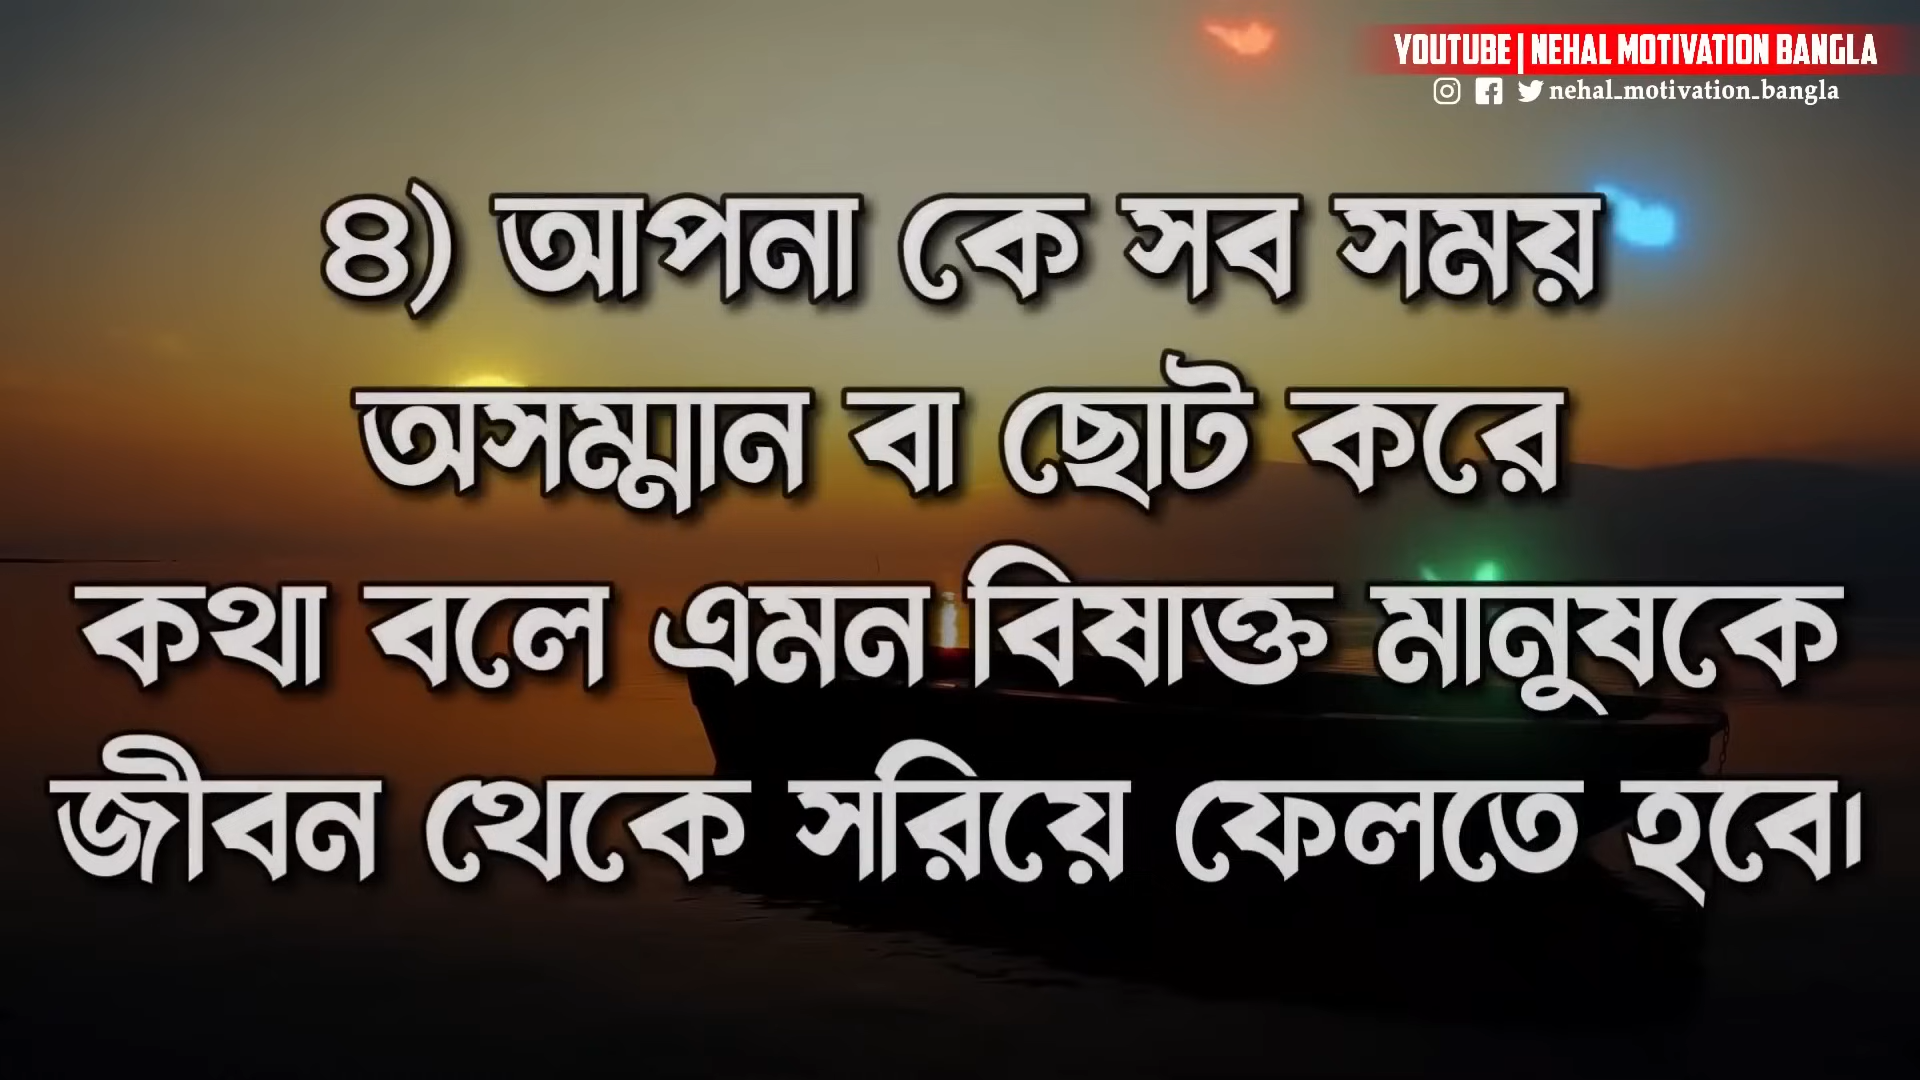 YOUTUBE | NEHAL MOTIVATION BANGLA
nehal_motivation_bangla
৪) আপনা কে সব সময়
অসম্মান বা ছোট করে
কথা বলে এমন বিষাক্ত মানুষকে
জীবন থেকে সরিয়ে ফেলতে হবে।